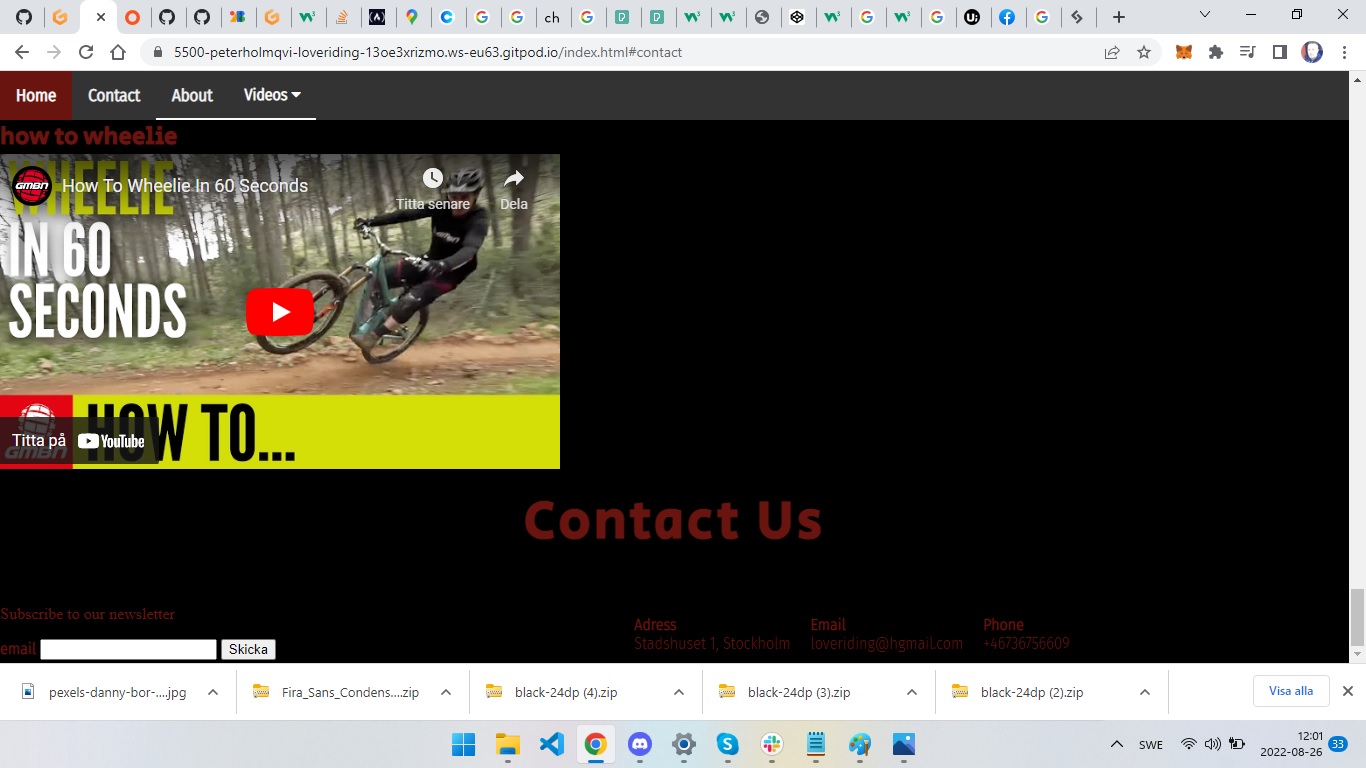 5500-peterholmqvi-loveriding-13oe3xrizmo.ws-eu63.gitpod.io/index.html#contact
Home Contact About Videos
how to wheelie
GMBN How To Wheelie In 60 Seconds
Titta senare Dela
WHEELIE
IN 60
SECONDS
HOW TO...
Titta på YouTube
GMBN
Contact Us
Subscribe to our newsletter
email Skicka
Adress Email Phone
Stadshuset 1, Stockholm loveriding@hgmail.com +46736756609
pexels-danny-bor-....jpg Fira_Sans_Condens....zip black-24dp (4).zip black-24dp (3).zip black-24dp (2).zip Visa alla
SWE 12:01
2022-08-26 33